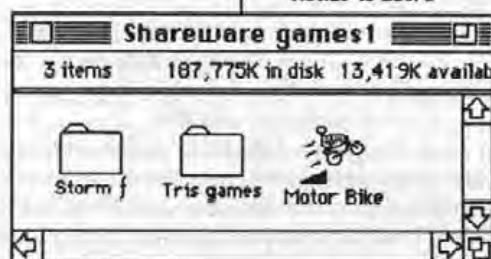 Shareware games1
3 items 187,775K in disk 13,419K availab
Storm ƒ Tris games Motor Bike